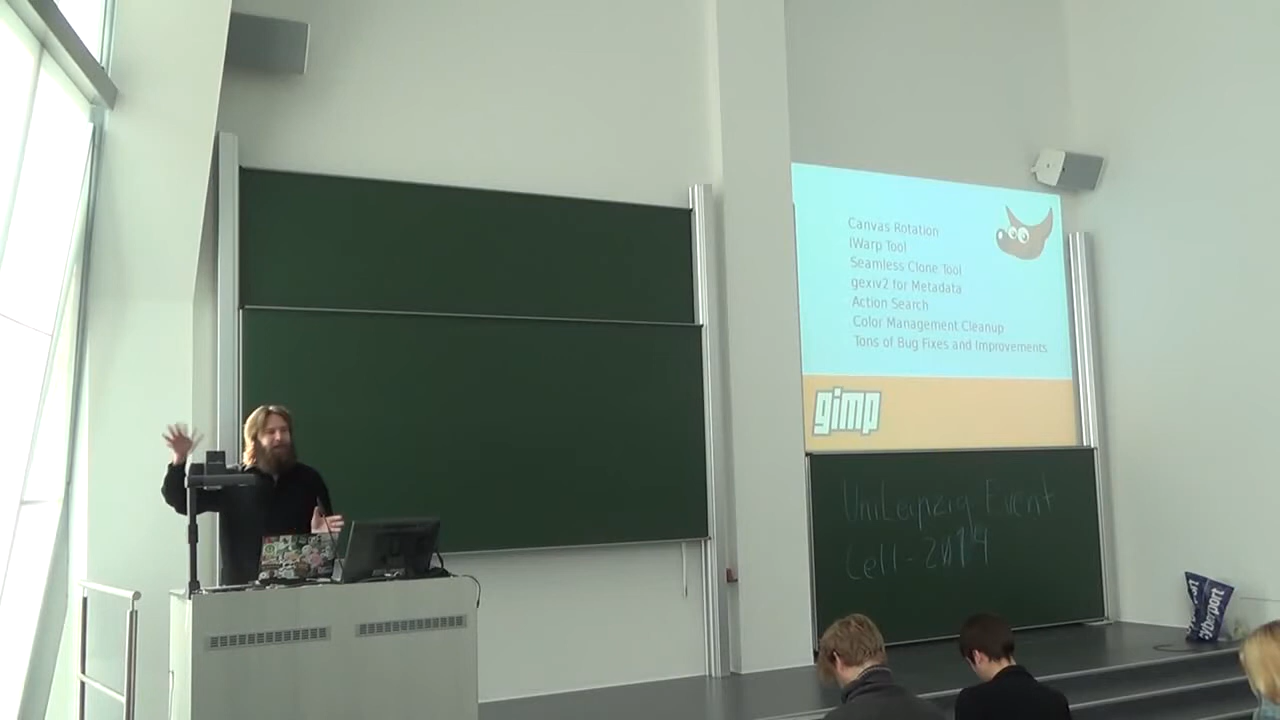 Canvas Rotation
IWarp Tool
Seamless Clone Tool
gexiv2 for Metadata
Action Search
Color Management Cleanup
Tons of Bug Fixes and Improvements
gimp
UniLeipzig Event
Cell-2014
cyberport